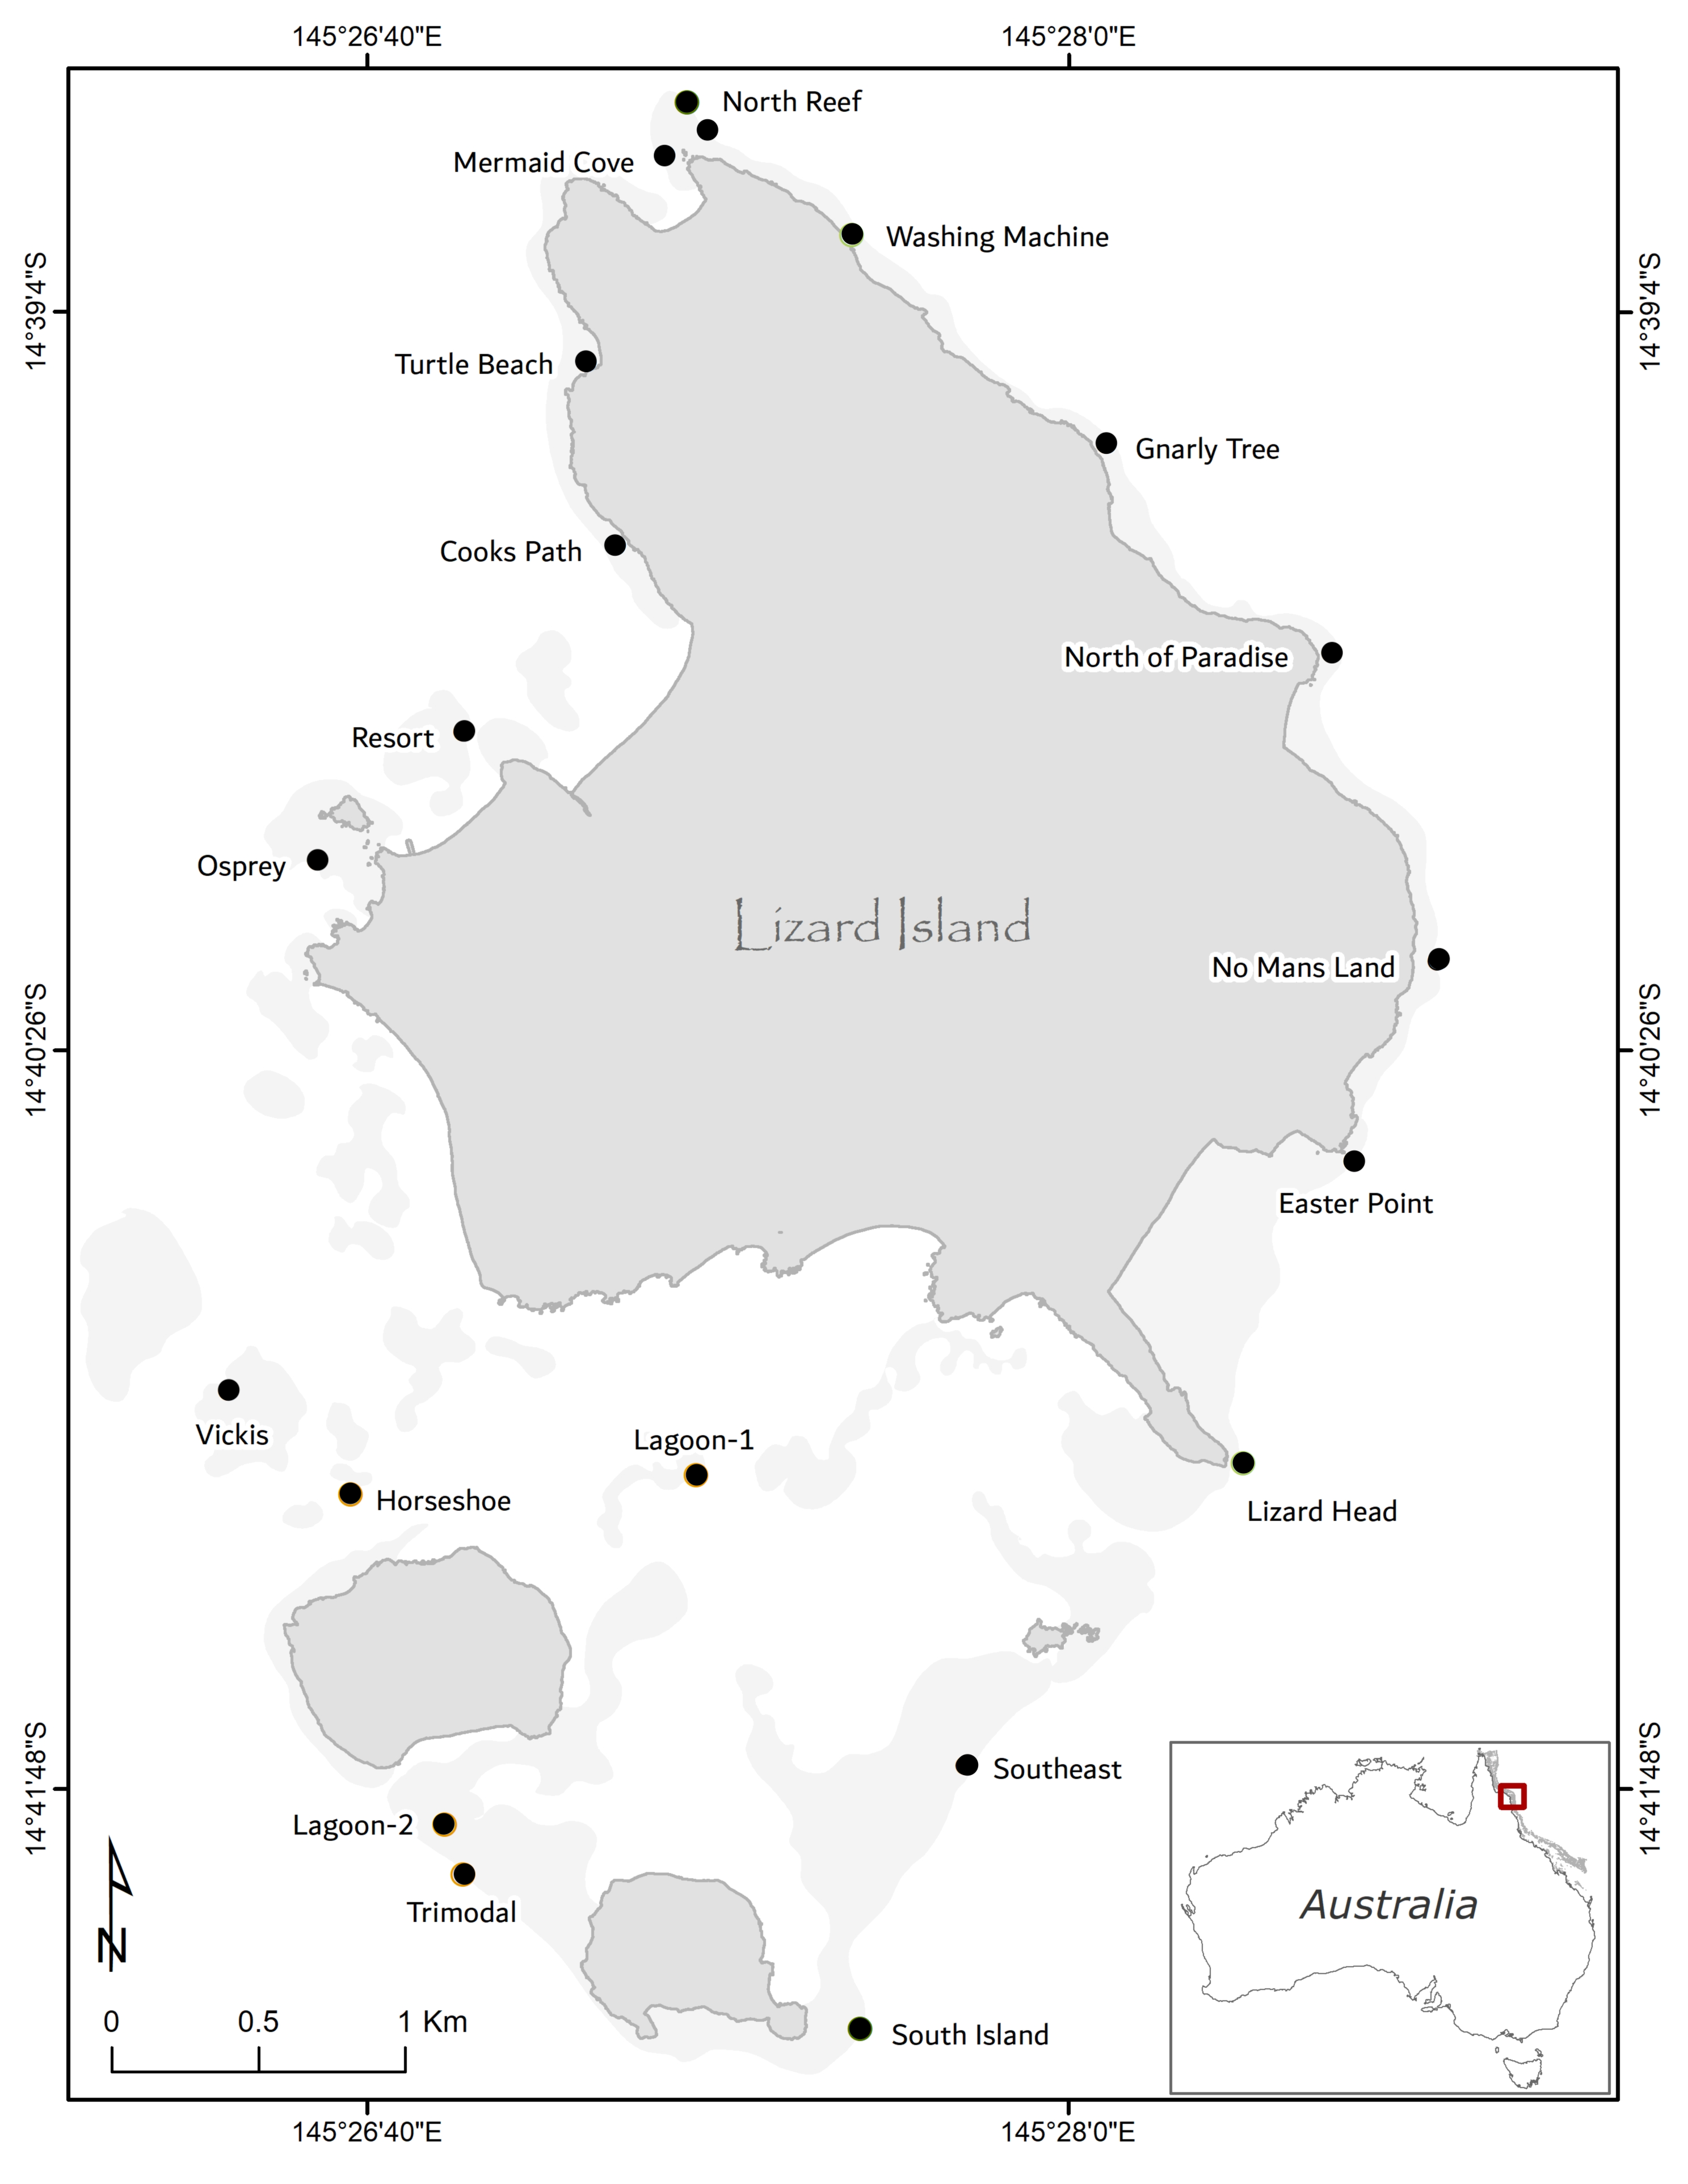 145°26'40"E
145°28'0"E
North Reef
Mermaid Cove
Washing Machine
14°39'4"S
14°39'4"S
Turtle Beach
Gnarly Tree
Cooks Path
North of Paradise
Resort
Osprey
Lizard Island
No Mans Land
14°40'26"S
14°40'26"S
Easter Point
Vickis
Lagoon-1
Horseshoe
Lizard Head
Southeast
14°41'48"S
14°41'48"S
Lagoon-2
Trimodal
Australia
N
0 0.5 1 Km
South Island
145°26'40"E
145°28'0"E